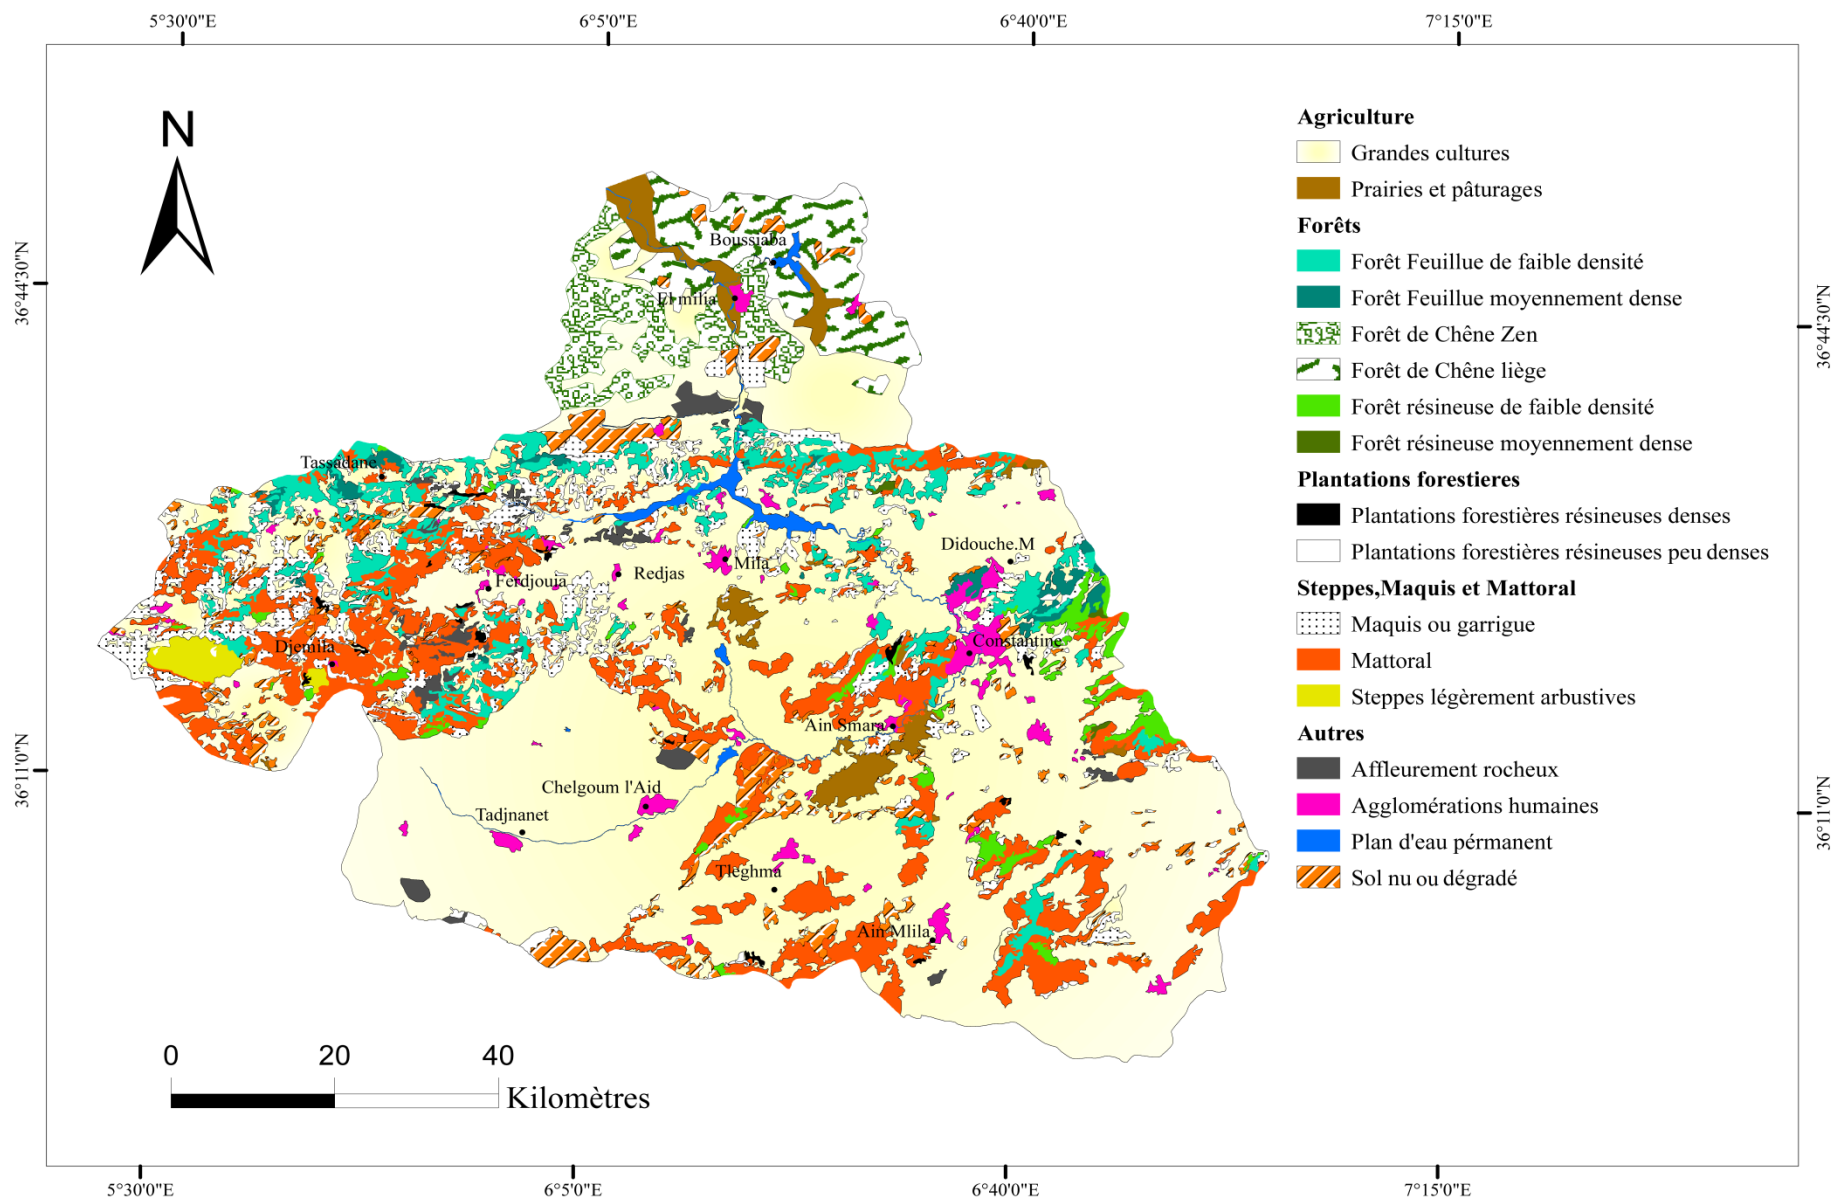 5°30'0"E 6°50'0"E 6°40'0"E 7°15'0"E
N
Agriculture
Grandes cultures
Prairies et pâturages
Forêts
Forêt Feuillue de faible densité
Forêt Feuillue moyennement dense
Forêt de Chêne Zen
Forêt de Chêne liège
Forêt résineuse de faible densité
Forêt résineuse moyennement dense
Plantations forestieres
Plantations forestières résineuses denses
Plantations forestières résineuses peu denses
Steppes,Maquis et Mattoral
Maquis ou garrigue
Mattoral
Steppes légèrement arbustives
Autres
Affleurement rocheux
Agglomérations humaines
Plan d'eau pérmanent
Sol nu ou dégradé
36°44'30"N
36°44'30"N
36°11'0"N
36°11'0"N
Boussiaba
El milia
Tassadane
Didouche.M
Mila
Redjas
Ferdjouia
Constantine
Djemila
Ain Smara
Chelgoum l'Aid
Tadjnanet
Tleghma
Ain Mlila
0 20 40
Kilomètres
5°30'0"E 6°5'0"E 6°40'0"E 7°15'0"E